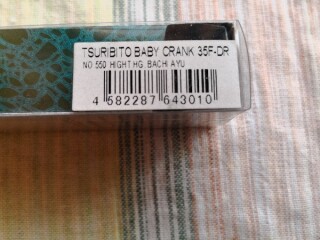 TSURIBITO BABY CRANK 35F-DR
NO.550 HIGHT HG. BACHI AYU
4 582287 643010